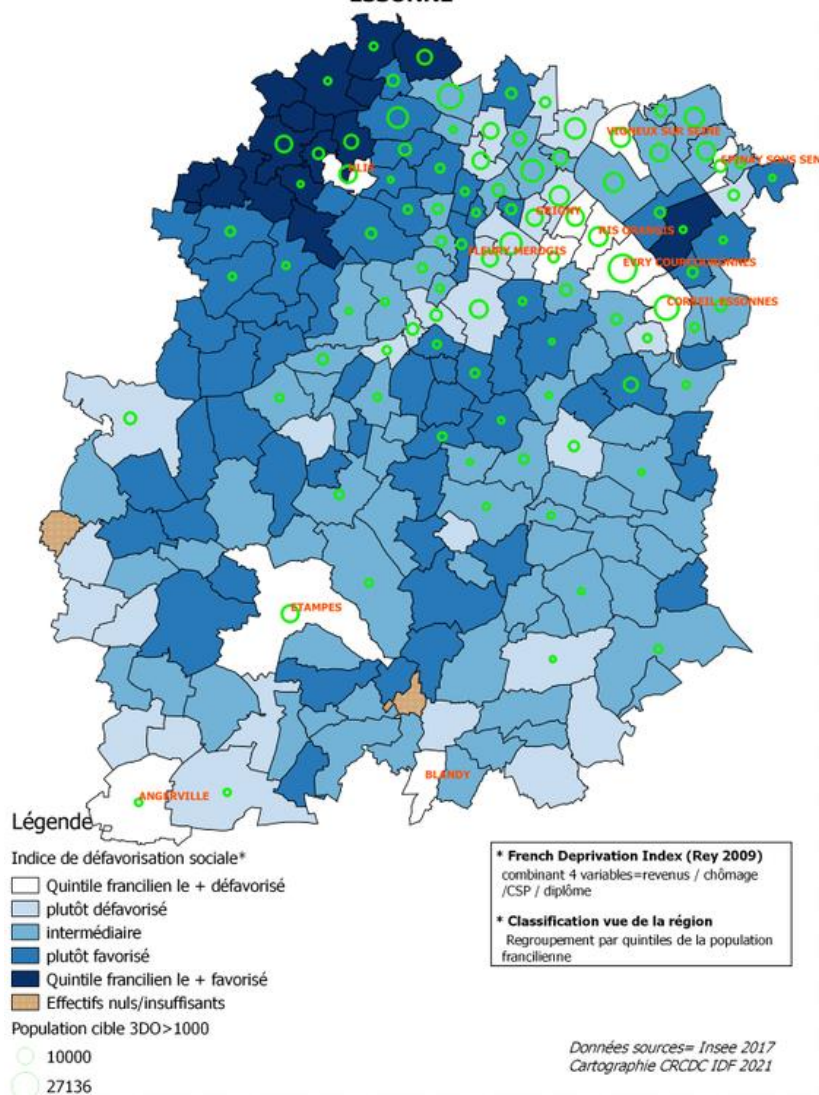 ESSONNE
VIGNEUX SUR SEINE
EPINAY SOUS SEN
ULIS
GRIGNY
RIS ORANGIS
FLEURY MEROGIS
EVRY COURCOURONNES
CORBEIL ESSONNES
ETAMPES
BLANDY
ANGERVILLE
Légende
Indice de défavorisation sociale*
Quintile francilien le + défavorisé
plutôt défavorisé
intermédiaire
plutôt favorisé
Quintile francilien le + favorisé
Effectifs nuls/insuffisants
Population cible 3DO>1000
10000
27136
* French Deprivation Index (Rey 2009)
combinant 4 variables=revenus / chômage
/CSP / diplôme
* Classification vue de la région
Regroupement par quintiles de la population
francilienne
Données sources= Insee 2017
Cartographie CRCDC IDF 2021